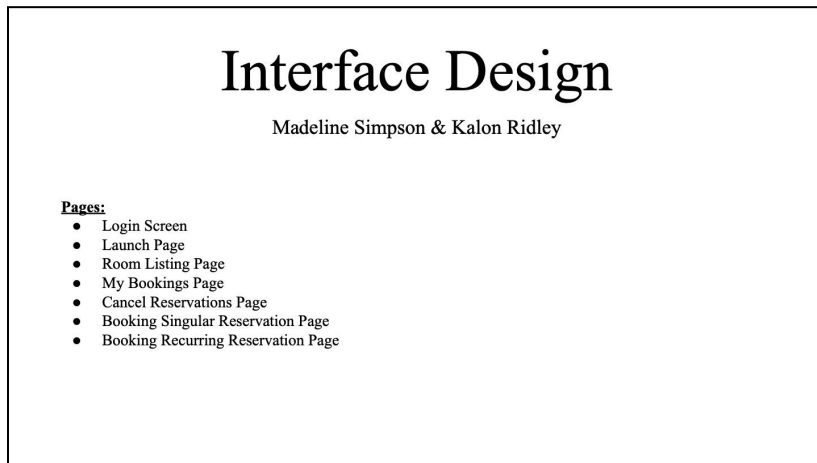 Interface Design
Madeline Simpson & Kalon Ridley
Pages:
● Login Screen
● Launch Page
● Room Listing Page
● My Bookings Page
● Cancel Reservations Page
● Booking Singular Reservation Page
● Booking Recurring Reservation Page